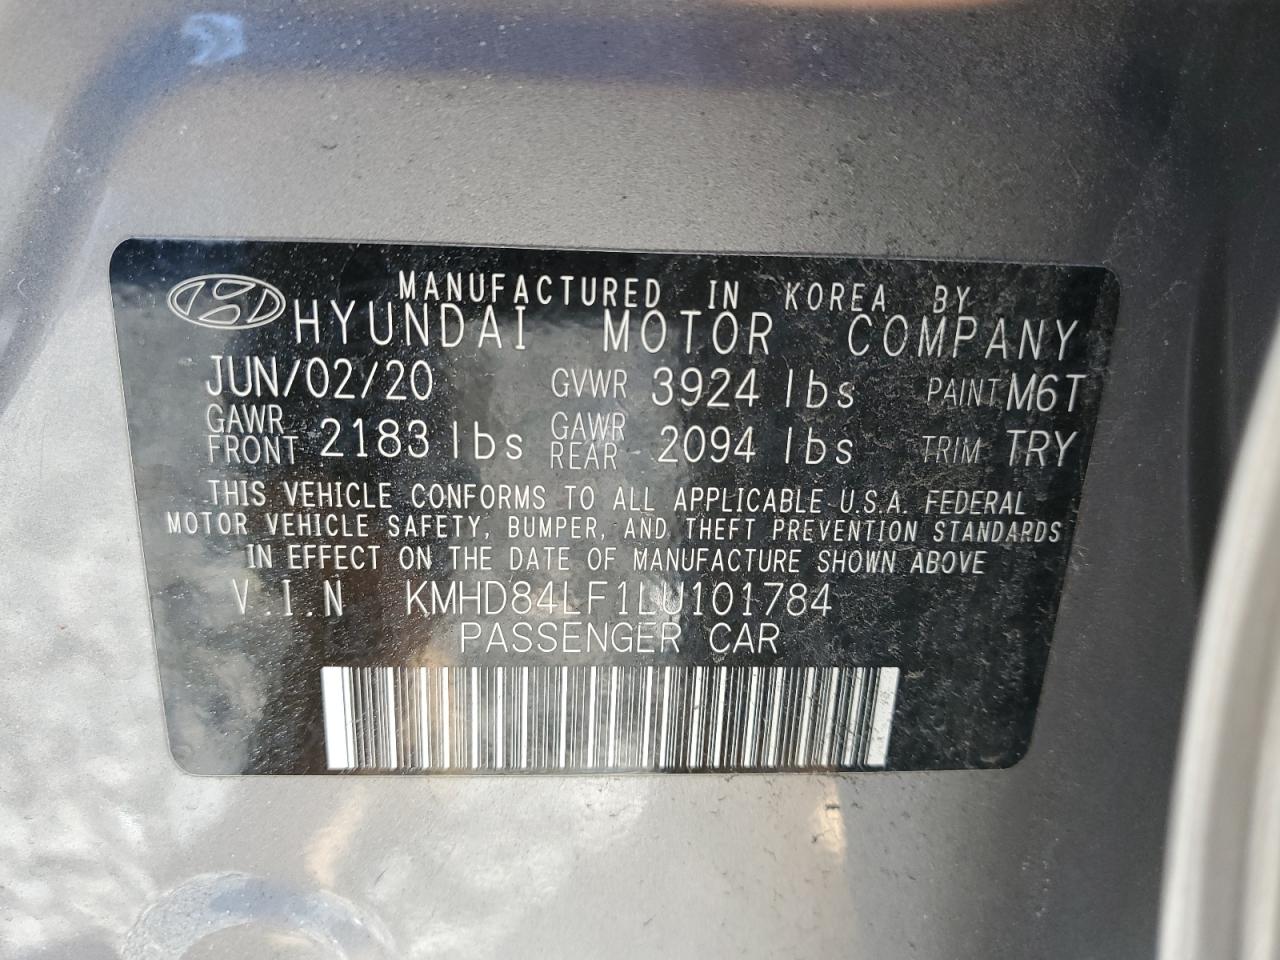 MANUFACTURED IN KOREA BY
HYUNDAI MOTOR COMPANY
JUN/02/20 GVWR 3924 lbs PAINT M6T
GAWR FRONT 2183 lbs GAWR REAR 2094 lbs TRIM TRY
THIS VEHICLE CONFORMS TO ALL APPLICABLE U.S.A. FEDERAL
MOTOR VEHICLE SAFETY, BUMPER, AND THEFT PREVENTION STANDARDS
IN EFFECT ON THE DATE OF MANUFACTURE SHOWN ABOVE
V.I.N KMHD84LF1LU101784
PASSENGER CAR